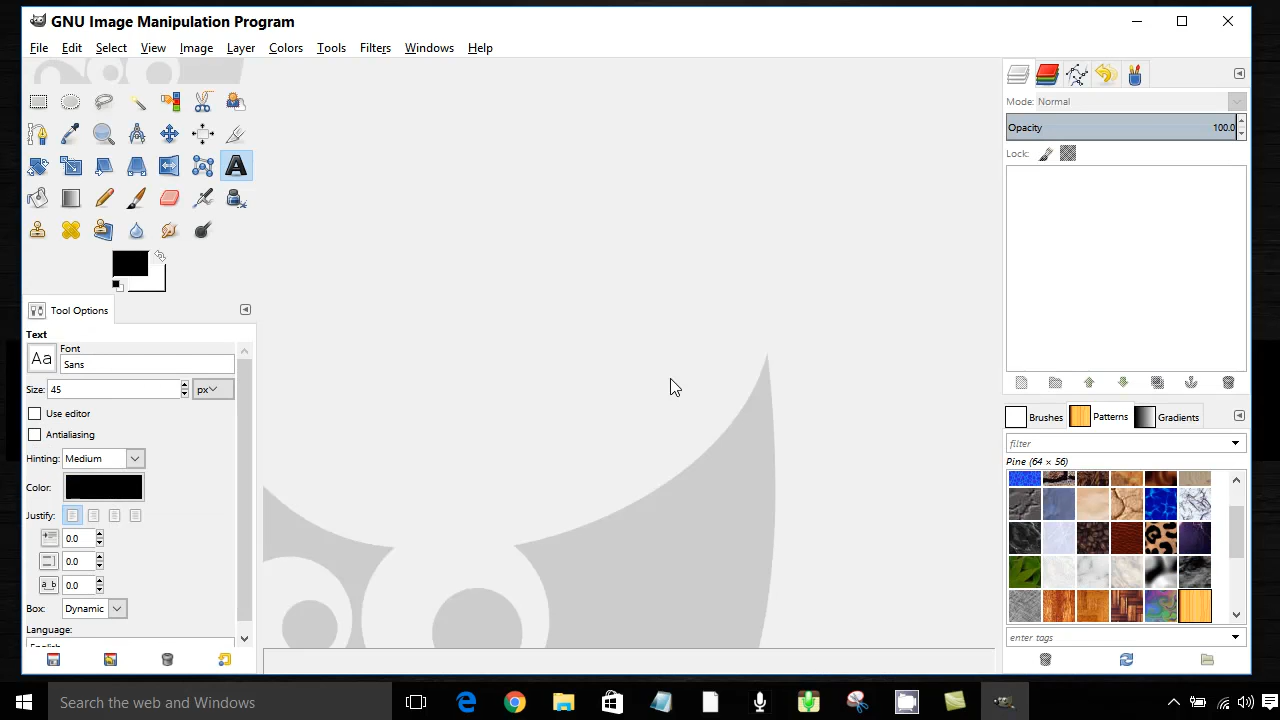 GNU Image Manipulation Program
File Edit Select View Image Layer Colors Tools Filters Windows Help
Mode: Normal
Opacity 100.0
Lock:
A
Tool Options
Text
Font
Aa Sans
Size: 45 px
Use editor
Antialiasing
Hinting: Medium
Color:
Justify:
0.0
0.0
a b 0.0
Box: Dynamic
Language:
Brushes Patterns Gradients
filter
Pine (64 × 56)
enter tags
Search the web and Windows